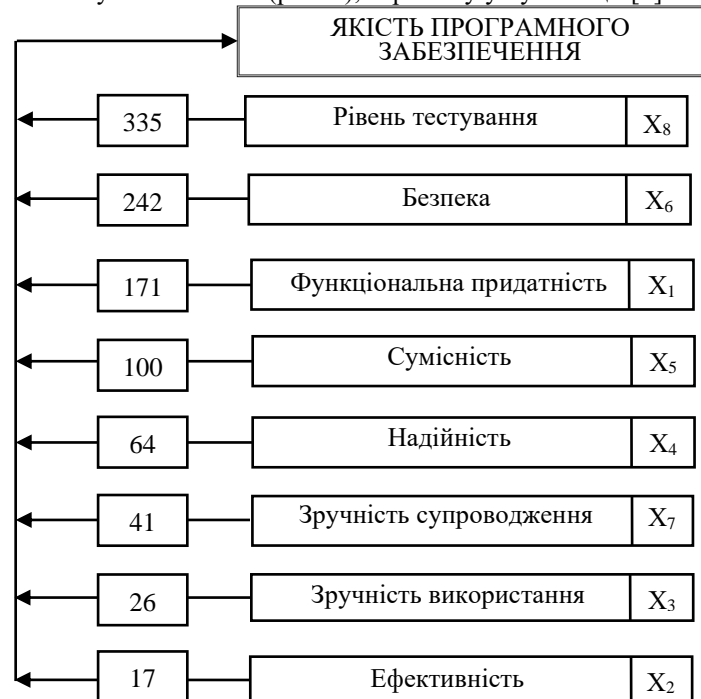 ЯКІСТЬ ПРОГРАМНОГО
ЗАБЕЗПЕЧЕННЯ
335 Рівень тестування X₈
242 Безпека X₆
171 Функціональна придатність X₁
100 Сумісність X₅
64 Надійність X₄
41 Зручність супроводження X₇
26 Зручність використання X₃
17 Ефективність X₂